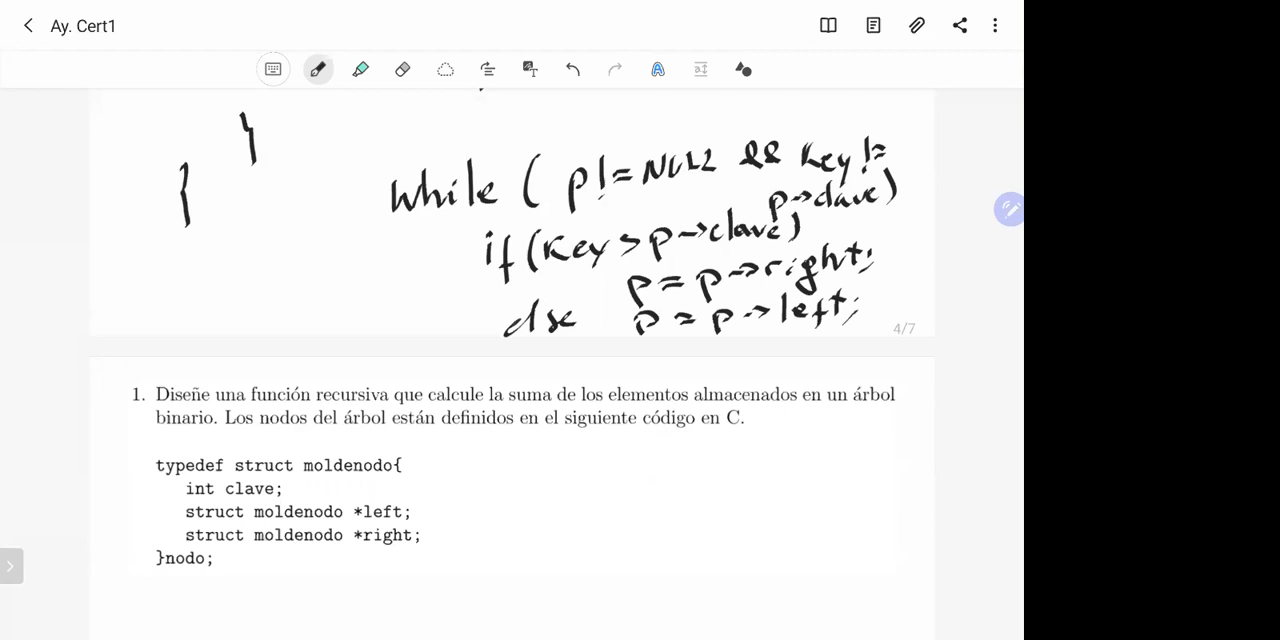 Ay. Cert1
}
}
while ( p!=NULL && key !=
p->clave)
if (key > p->clave)
p = p->right;
else p = p->left;
4/7
1. Diseñe una función recursiva que calcule la suma de los elementos almacenados en un árbol
binario. Los nodos del árbol están definidos en el siguiente código en C.
typedef struct moldenodo{
int clave;
struct moldenodo *left;
struct moldenodo *right;
}nodo;